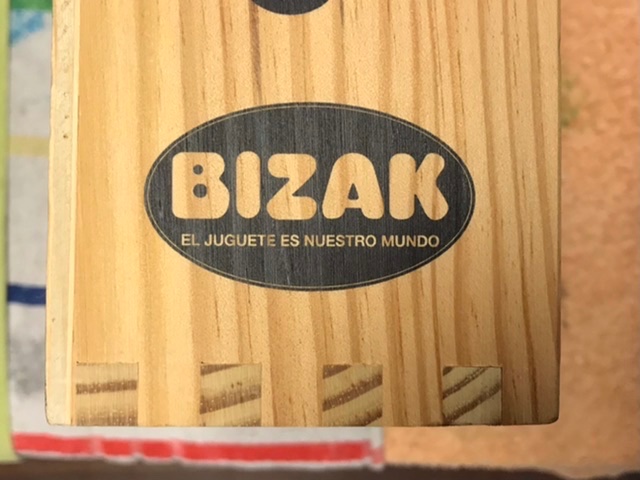 BIZAK
EL JUGUETE ES NUESTRO MUNDO